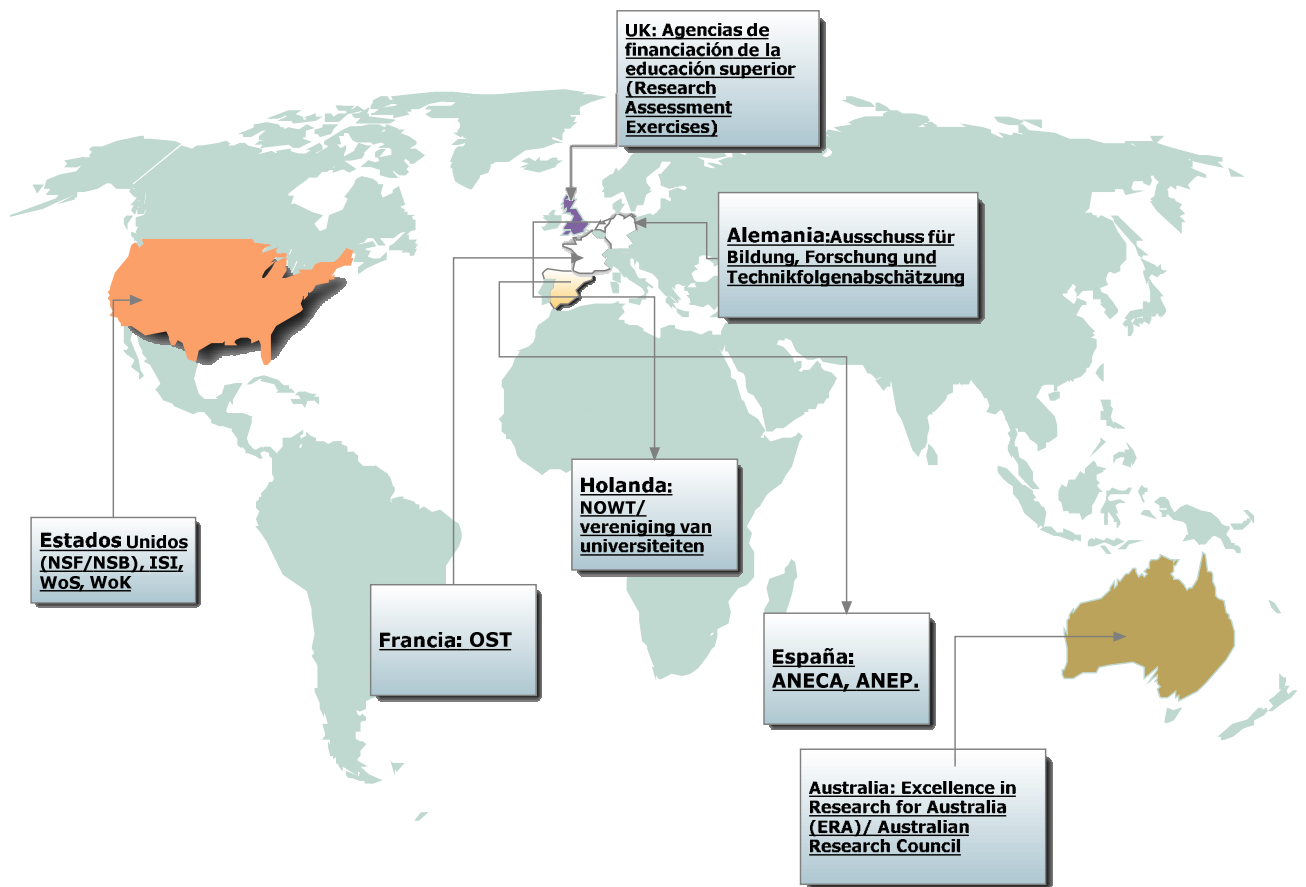 UK: Agencias de
financiación de la
educación superior
(Research
Assessment
Exercises)
Alemania:Ausschuss für
Bildung, Forschung und
Technikfolgenabschätzung
Holanda:
NOWT/
vereniging van
universiteiten
Estados Unidos
(NSF/NSB), ISI,
WoS, WoK
Francia: OST
España:
ANECA, ANEP.
Australia: Excellence in
Research for Australia
(ERA)/ Australian
Research Council